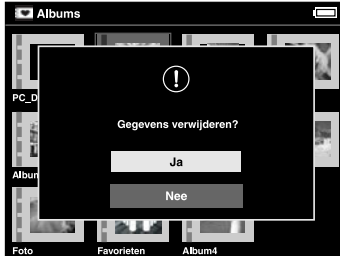 Albums
PC_D
Gegevens verwijderen?
Ja
Nee
Album
Foto
Favorieten
Album4